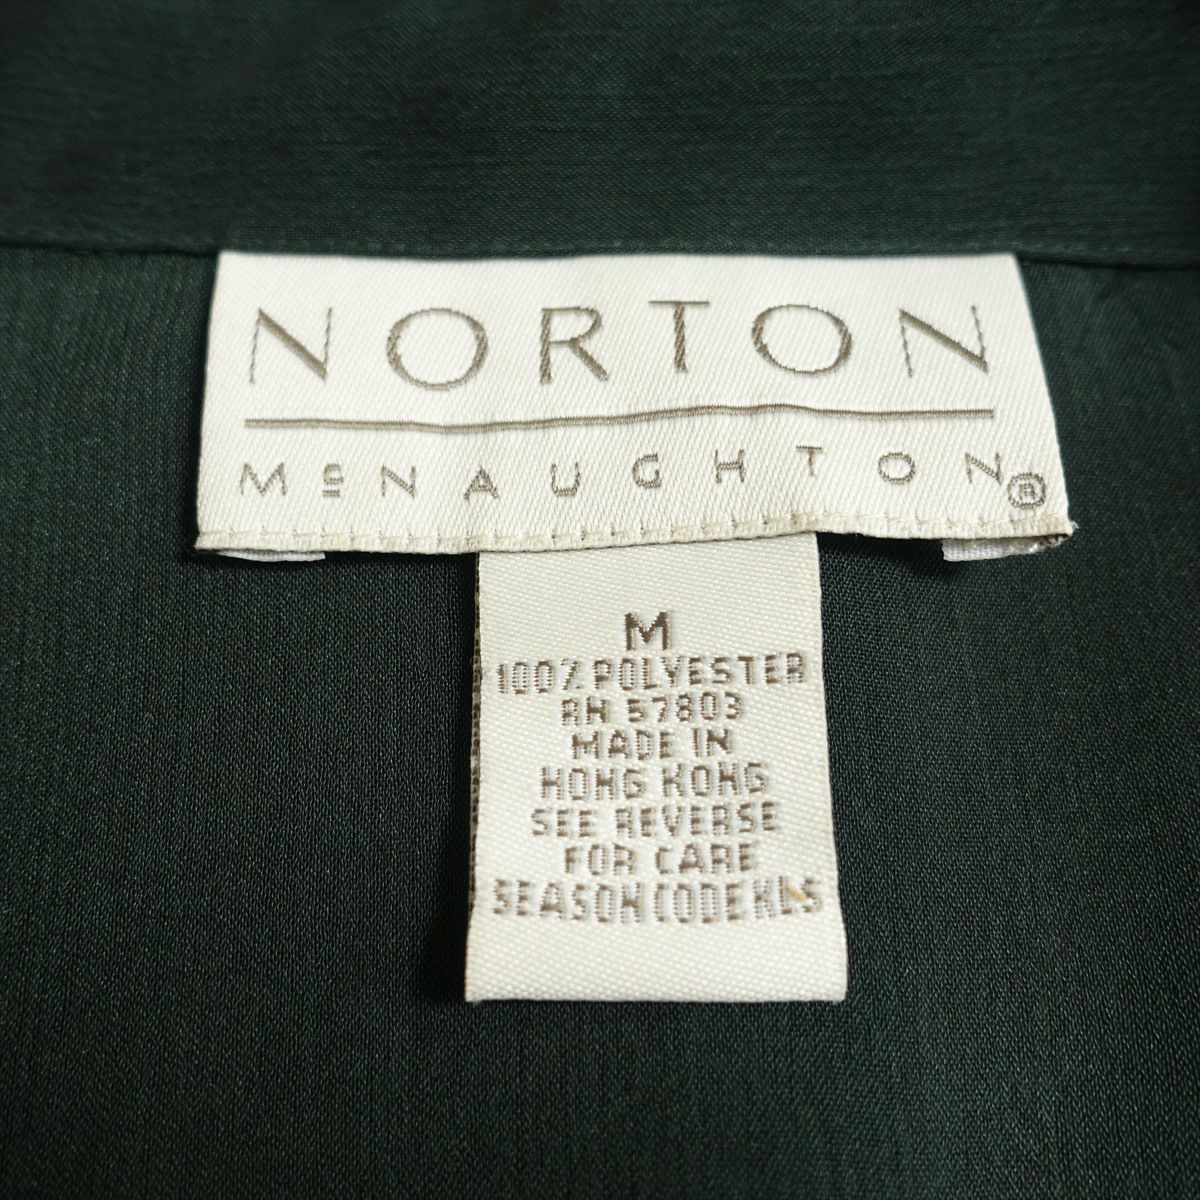 NORTON
McNAUGHTON®
M
100% POLYESTER
RN 57803
MADE IN
HONG KONG
SEE REVERSE
FOR CARE
SEASON CODE KLS